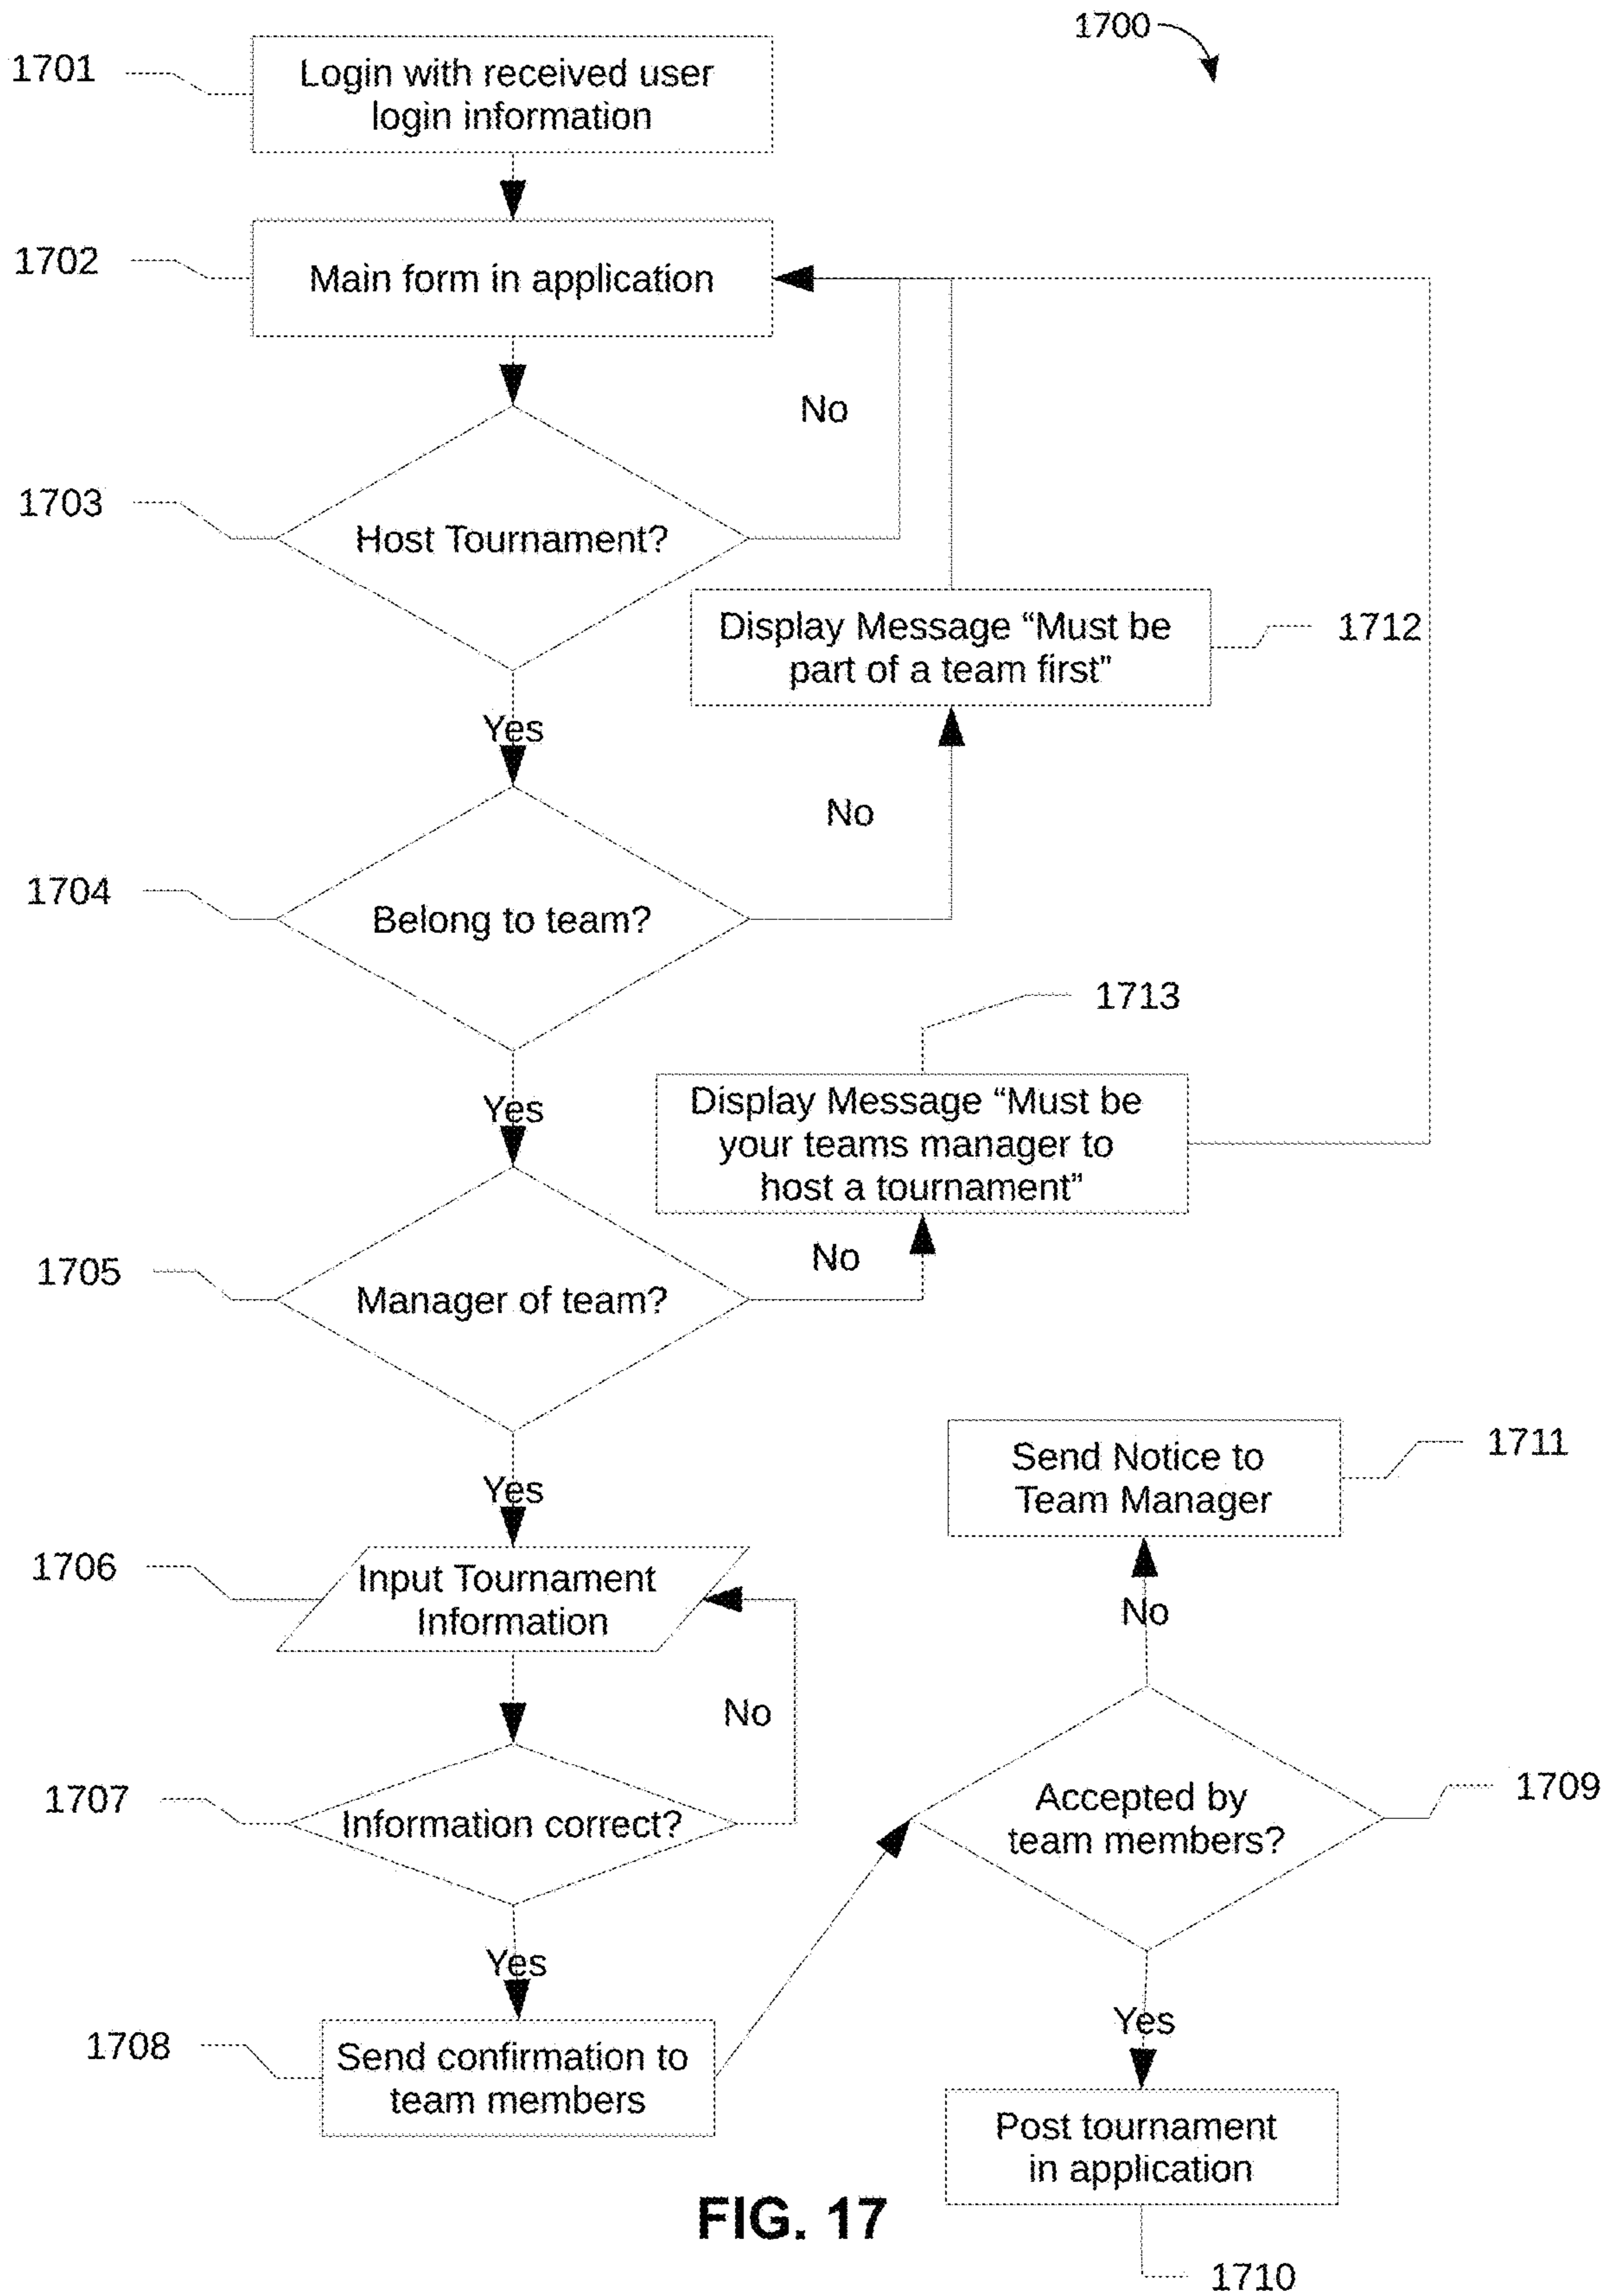 1700
1701
Login with received user
login information
1702
Main form in application
No
1703
Host Tournament?
Display Message “Must be
part of a team first”
1712
Yes
No
1704
Belong to team?
1713
Yes
Display Message “Must be
your teams manager to
host a tournament”
No
1705
Manager of team?
1711
Send Notice to
Team Manager
Yes
1706
Input Tournament
Information
No
No
1707
Information correct?
1709
Accepted by
team members?
Yes
Yes
1708
Send confirmation to
team members
Post tournament
in application
FIG. 17
1710